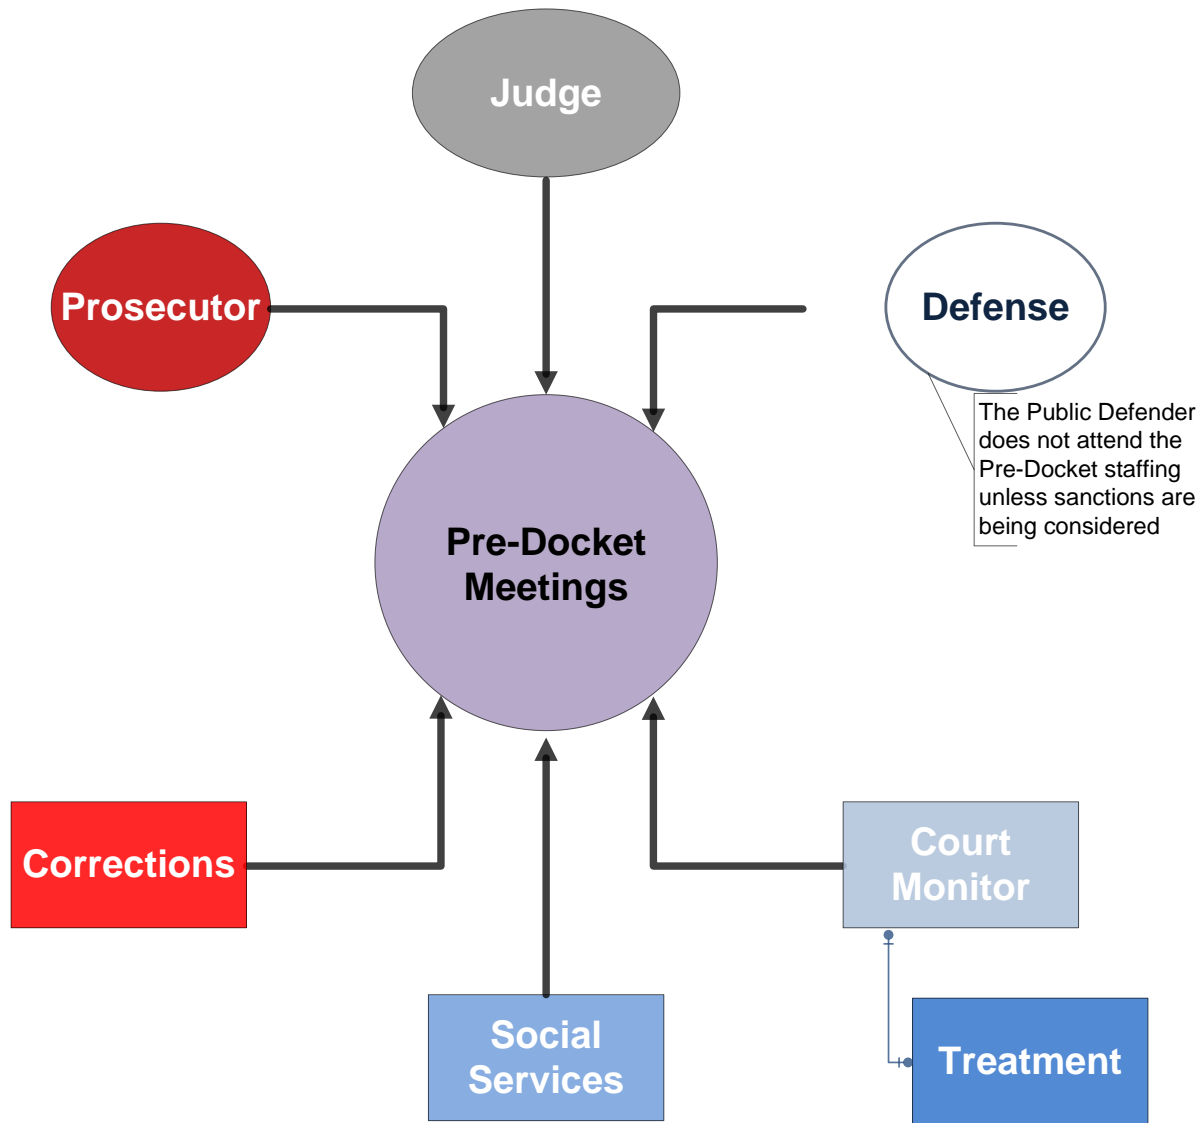 Judge
Prosecutor
Defense
The Public Defender
does not attend the
Pre-Docket staffing
unless sanctions are
being considered
Pre-Docket
Meetings
Corrections
Court
Monitor
Social
Services
Treatment